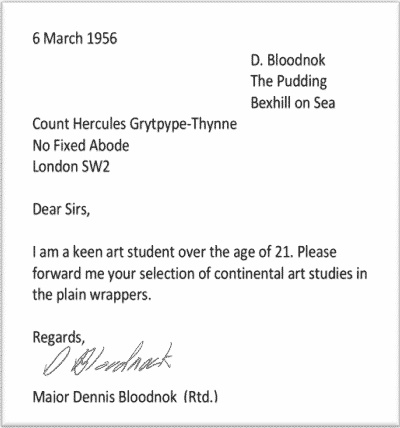 6 March 1956
D. Bloodnok
The Pudding
Bexhill on Sea
Count Hercules Grytpype-Thynne
No Fixed Abode
London SW2
Dear Sirs,
I am a keen art student over the age of 21. Please
forward me your selection of continental art studies in
the plain wrappers.
Regards,
D Bloodnock
Major Dennis Bloodnok (Rtd.)